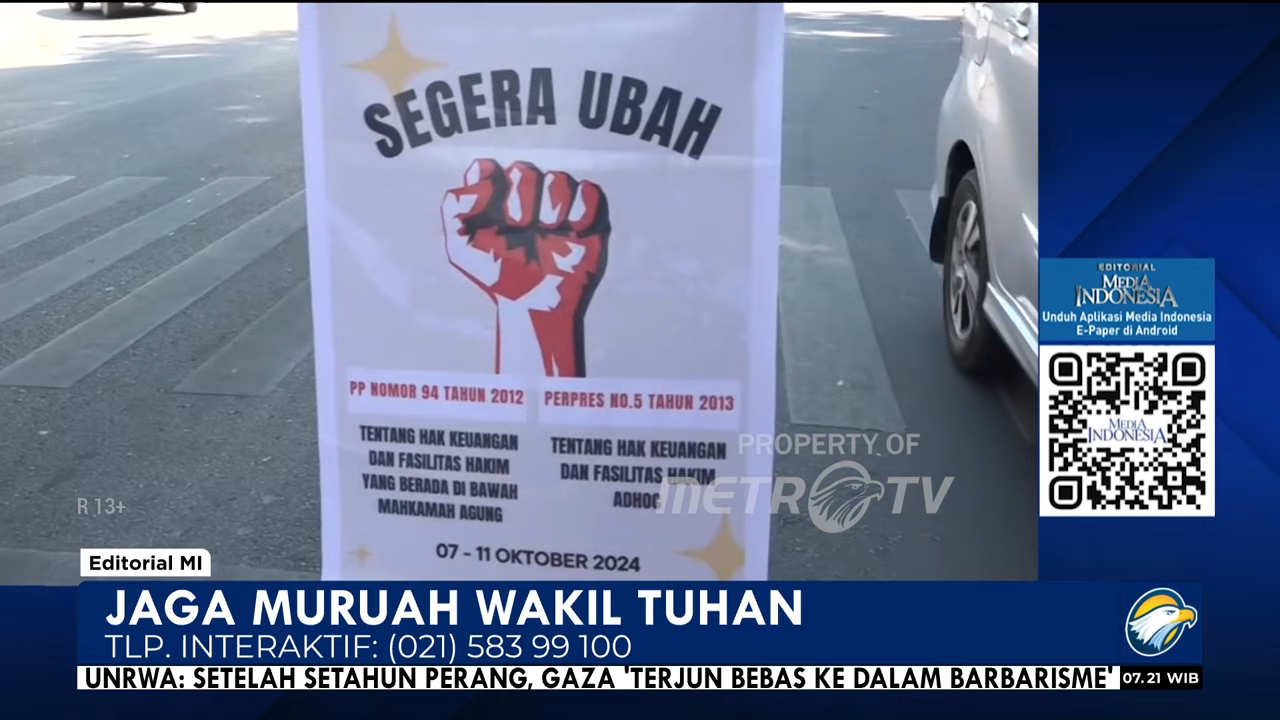 SEGERA UBAH
PP NOMOR 94 TAHUN 2012
TENTANG HAK KEUANGAN
DAN FASILITAS HAKIM
YANG BERADA DI BAWAH
MAHKAMAH AGUNG
PERPRES NO.5 TAHUN 2013
TENTANG HAK KEUANGAN
DAN FASILITAS HAKIM
ADHOC
07 - 11 OKTOBER 2024
PROPERTY OF
METRO TV
R 13+
EDITORIAL
MEDIA
INDONESIA
Unduh Aplikasi Media Indonesia
E-Paper di Android
MEDIA
INDONESIA
Editorial MI
JAGA MURUAH WAKIL TUHAN
TLP. INTERAKTIF: (021) 583 99 100
UNRWA: SETELAH SETAHUN PERANG, GAZA 'TERJUN BEBAS KE DALAM BARBARISME'
07.21 WIB